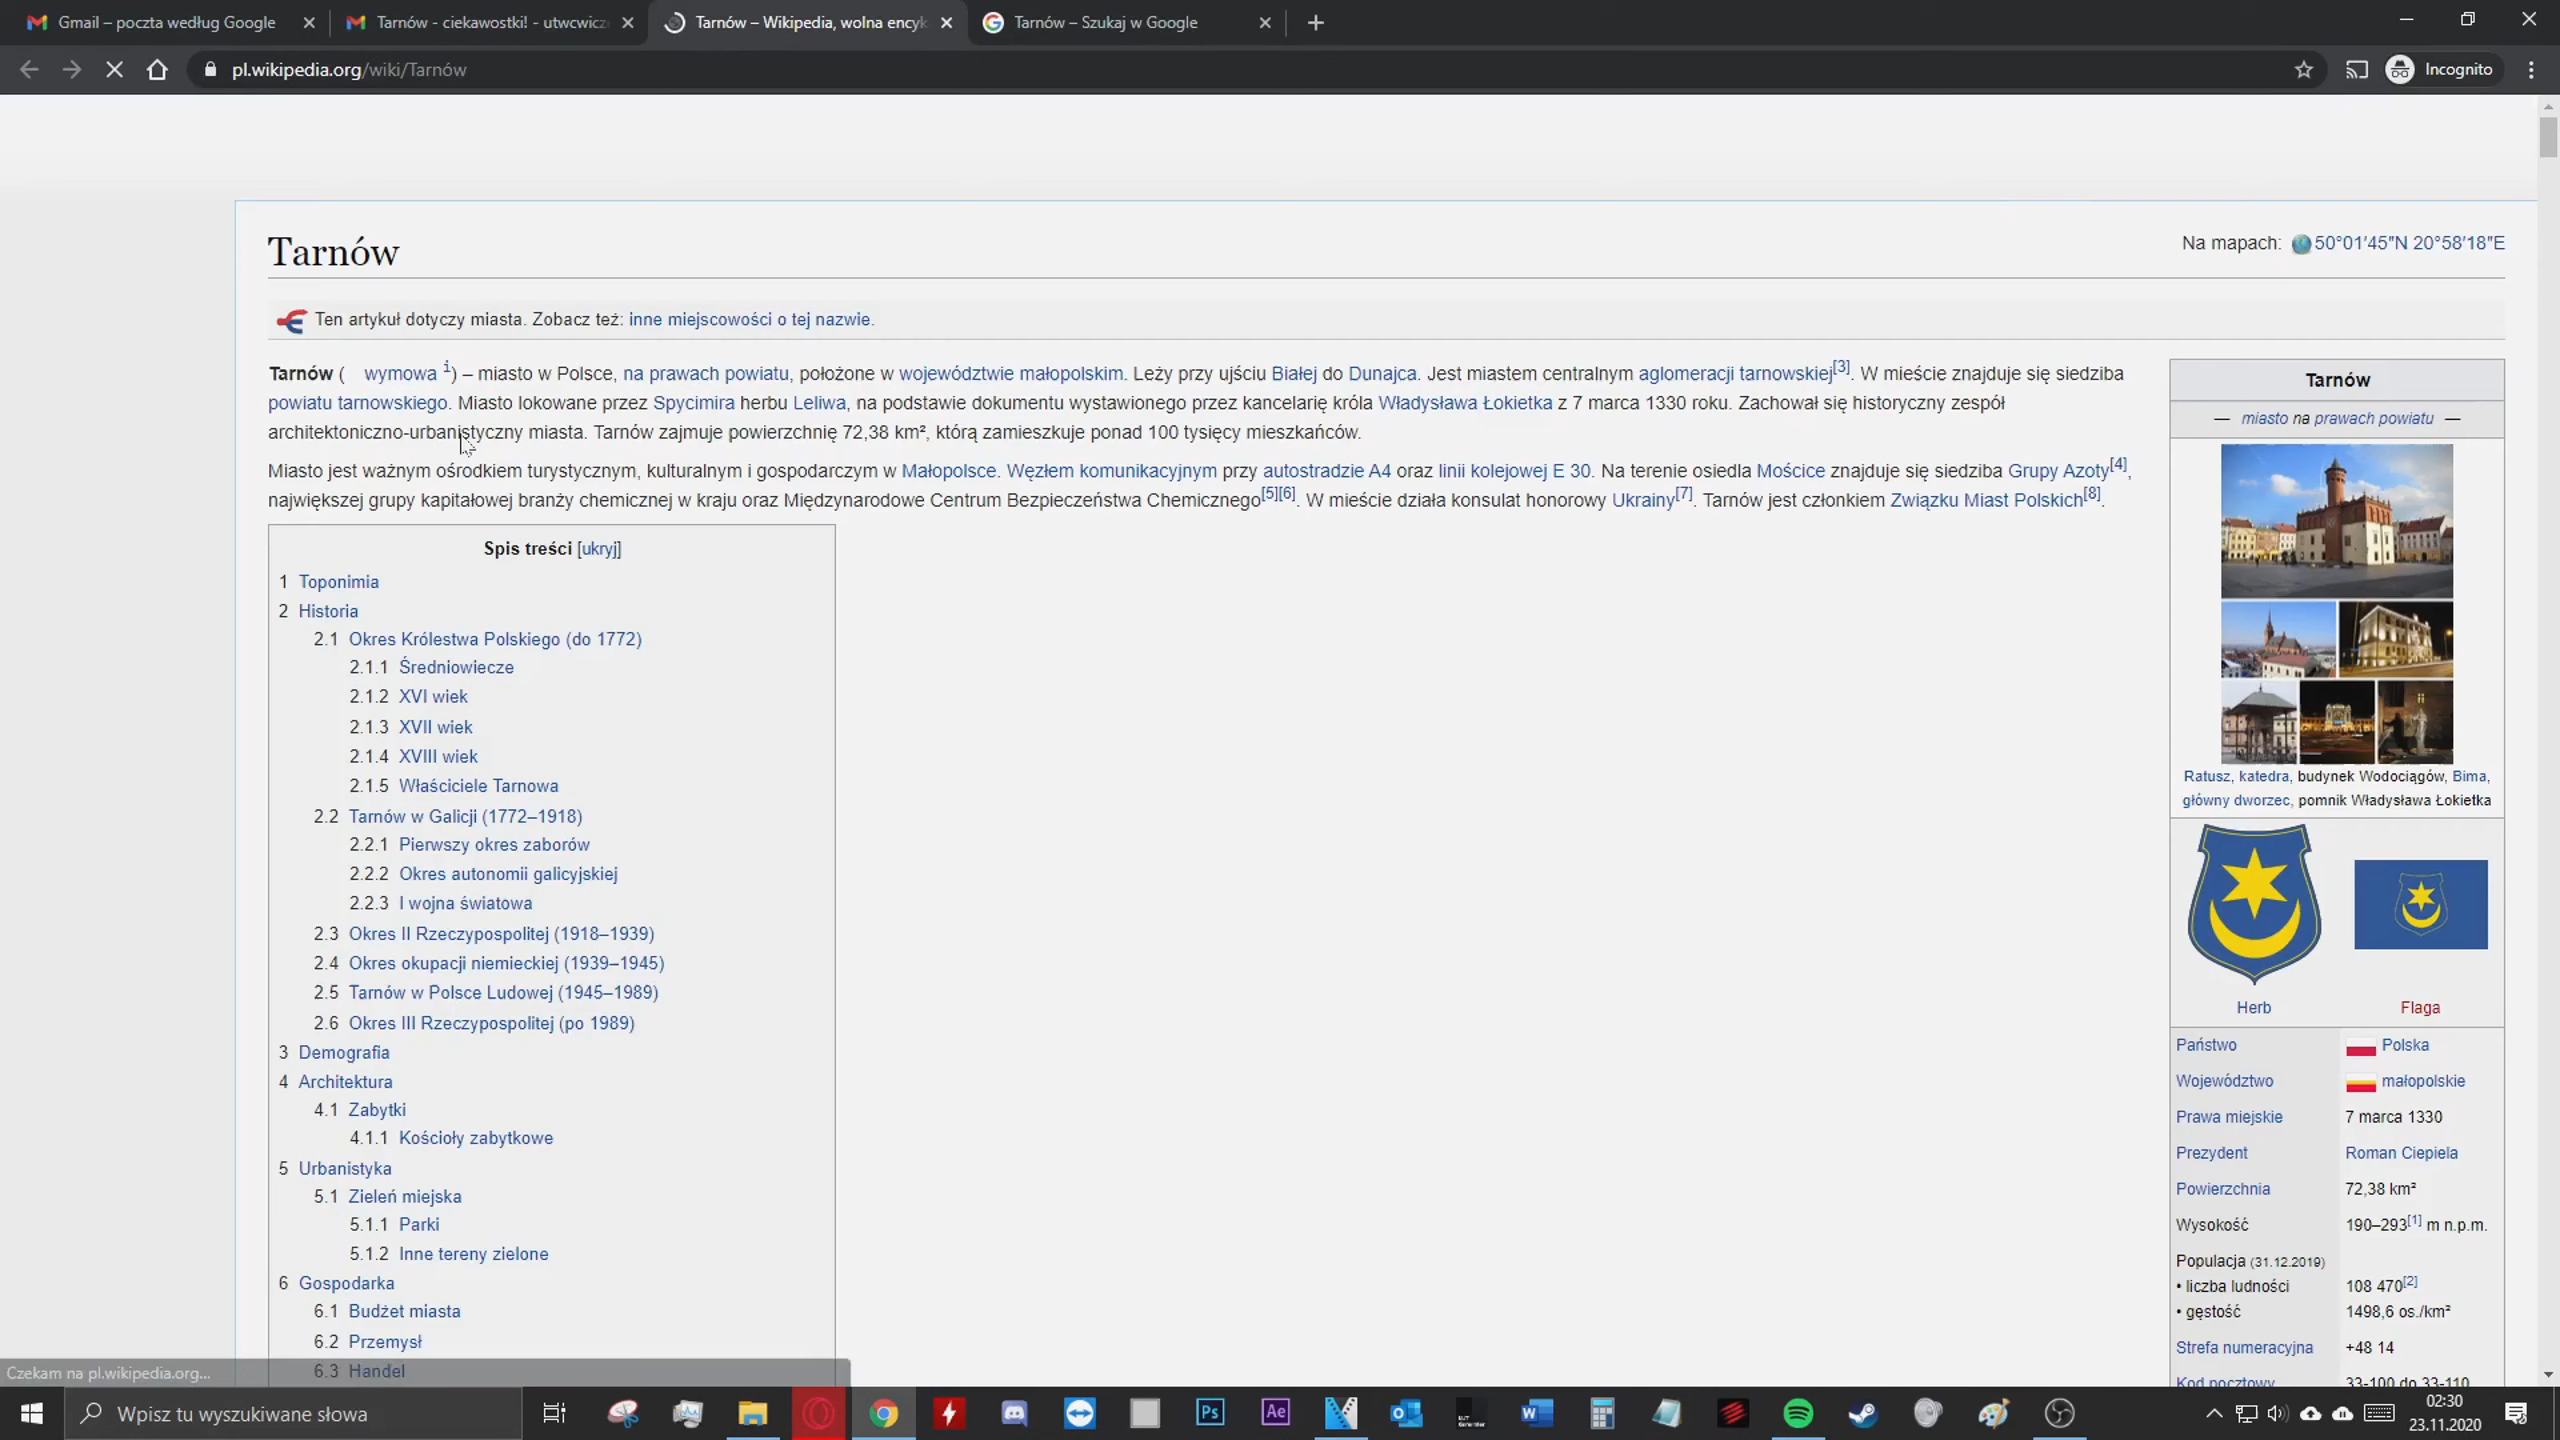 Gmail – poczta według Google
Tarnów - ciekawostki! - utwcwicz
Tarnów – Wikipedia, wolna encyk
Tarnów – Szukaj w Google
pl.wikipedia.org/wiki/Tarnów
Incognito
Tarnów
Na mapach: 50°01′45″N 20°58′18″E
Ten artykuł dotyczy miasta. Zobacz też: inne miejscowości o tej nazwie.
Tarnów ( wymowa i) – miasto w Polsce, na prawach powiatu, położone w województwie małopolskim. Leży przy ujściu Białej do Dunajca. Jest miastem centralnym aglomeracji tarnowskiej[3]. W mieście znajduje się siedziba
powiatu tarnowskiego. Miasto lokowane przez Spycimira herbu Leliwa, na podstawie dokumentu wystawionego przez kancelarię króla Władysława Łokietka z 7 marca 1330 roku. Zachował się historyczny zespół
architektoniczno-urbanistyczny miasta. Tarnów zajmuje powierzchnię 72,38 km², którą zamieszkuje ponad 100 tysięcy mieszkańców.
Miasto jest ważnym ośrodkiem turystycznym, kulturalnym i gospodarczym w Małopolsce. Węzłem komunikacyjnym przy autostradzie A4 oraz linii kolejowej E 30. Na terenie osiedla Mościce znajduje się siedziba Grupy Azoty[4],
największej grupy kapitałowej branży chemicznej w kraju oraz Międzynarodowe Centrum Bezpieczeństwa Chemicznego[5][6]. W mieście działa konsulat honorowy Ukrainy[7]. Tarnów jest członkiem Związku Miast Polskich[8].
Spis treści [ukryj]
1 Toponimia
2 Historia
2.1 Okres Królestwa Polskiego (do 1772)
2.1.1 Średniowiecze
2.1.2 XVI wiek
2.1.3 XVII wiek
2.1.4 XVIII wiek
2.1.5 Właściciele Tarnowa
2.2 Tarnów w Galicji (1772–1918)
2.2.1 Pierwszy okres zaborów
2.2.2 Okres autonomii galicyjskiej
2.2.3 I wojna światowa
2.3 Okres II Rzeczypospolitej (1918–1939)
2.4 Okres okupacji niemieckiej (1939–1945)
2.5 Tarnów w Polsce Ludowej (1945–1989)
2.6 Okres III Rzeczypospolitej (po 1989)
3 Demografia
4 Architektura
4.1 Zabytki
4.1.1 Kościoły zabytkowe
5 Urbanistyka
5.1 Zieleń miejska
5.1.1 Parki
5.1.2 Inne tereny zielone
6 Gospodarka
6.1 Budżet miasta
6.2 Przemysł
6.3 Handel
Tarnów
— miasto na prawach powiatu —
Ratusz, katedra, budynek Wodociągów, Bima,
główny dworzec, pomnik Władysława Łokietka
Herb Flaga
Państwo Polska
Województwo małopolskie
Prawa miejskie 7 marca 1330
Prezydent Roman Ciepiela
Powierzchnia 72,38 km²
Wysokość 190–293[1] m n.p.m.
Populacja (31.12.2019)
• liczba ludności 108 470[2]
• gęstość 1498,6 os./km²
Strefa numeracyjna +48 14
Kod pocztowy 33-100 do 33-110
Czekam na pl.wikipedia.org...
Wpisz tu wyszukiwane słowa
Ps
Ae
02:30
23.11.2020